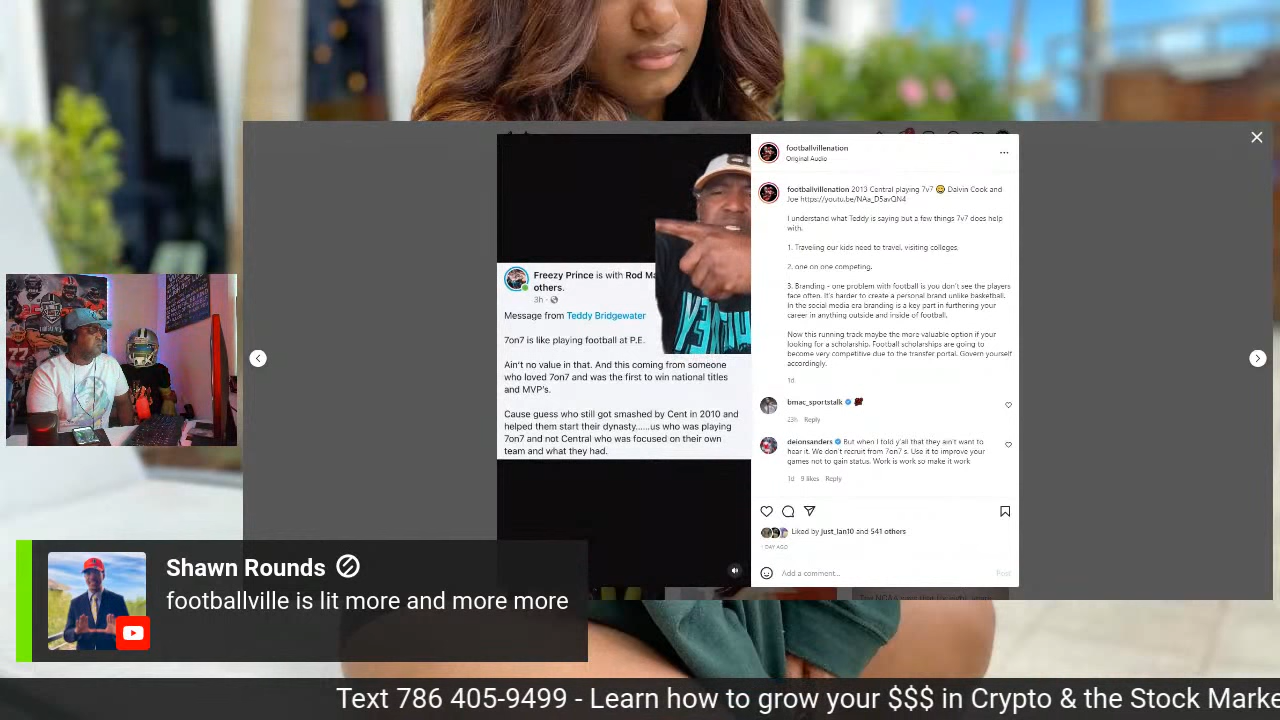 footballvillenation
Original Audio
footballvillenation 2013 Central playing 7v7 😄 Dalvin Cook and
Joe https://youtu.be/NAa_D5avQN4
I understand what Teddy is saying but a few things 7v7 does help
with.
1. Traveling our kids need to travel, visiting colleges.
2. one on one competing.
3. Branding - one problem with football is you don't see the players
face often. It's harder to create a personal brand unlike basketball.
In the social media era branding is a key part in furthering your
career in anything outside and inside of football.
Now this running track maybe the more valuable option if your
looking for a scholarship. Football scholarships are going to
become very competitive due to the transfer portal. Govern yourself
accordingly.
1d
bmac_sportstalk
23h Reply
deionsanders But when I told y'all that they ain't want to
hear it. We don't recruit from 7on7 s. Use it to improve your
games not to gain status. Work is work so make it work
1d 9 likes Reply
Liked by just_ian10 and 541 others
1 DAY AGO
Add a comment...
Post
Freezy Prince is with Rod Ma
others.
3h
Message from Teddy Bridgewater
7on7 is like playing football at P.E.
Ain't no value in that. And this coming from someone
who loved 7on7 and was the first to win national titles
and MVP's.
Cause guess who still got smashed by Cent in 2010 and
helped them start their dynasty......us who was playing
7on7 and not Central who was focused on their own
team and what they had.
Shawn Rounds
footballville is lit more and more more
Text 786 405-9499 - Learn how to grow your $$$ in Crypto & the Stock Marke